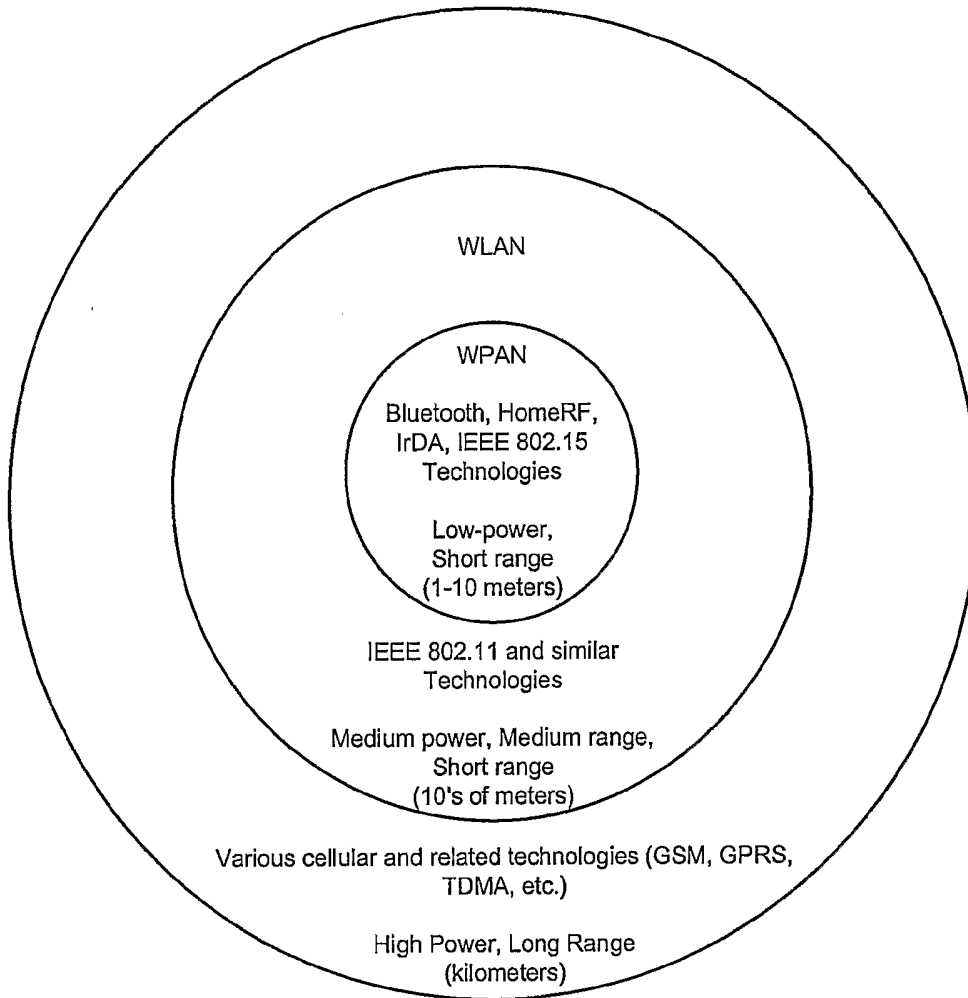 WLAN
WPAN
Bluetooth, HomeRF,
IrDA, IEEE 802.15
Technologies
Low-power,
Short range
(1-10 meters)
IEEE 802.11 and similar
Technologies
Medium power, Medium range,
Short range
(10's of meters)
Various cellular and related technologies (GSM, GPRS,
TDMA, etc.)
High Power, Long Range
(kilometers)